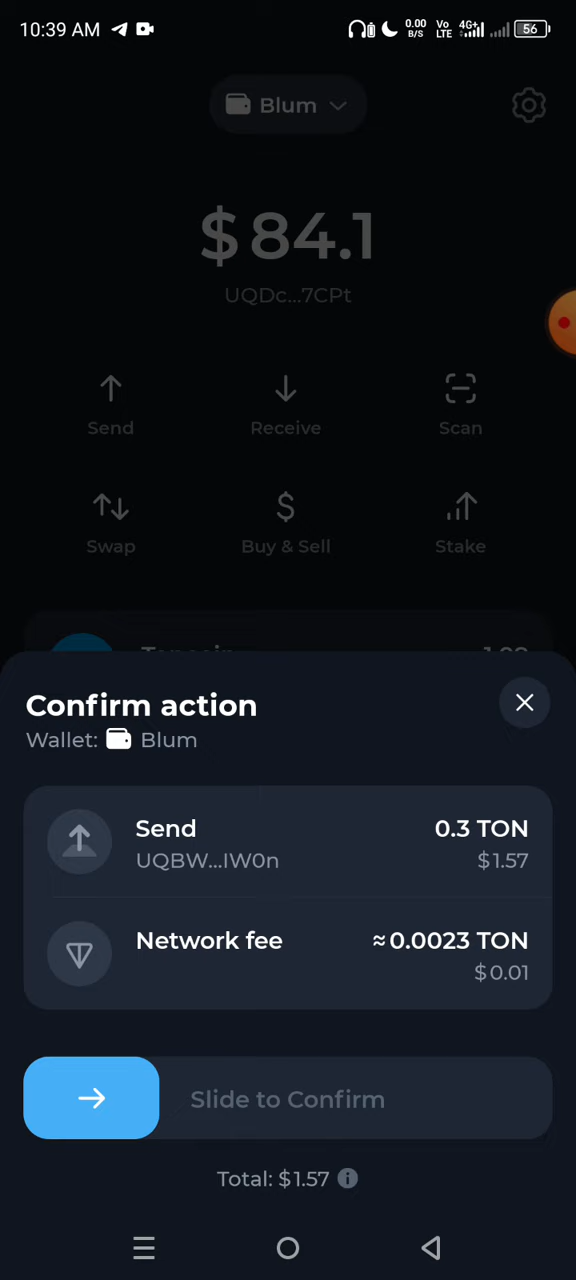 10:39 AM
0.00 B/S
Vo LTE
4G+
56
Blum
$ 84.1
UQDc...7CPt
Send
Receive
Scan
Swap
Buy & Sell
Stake
Confirm action
Wallet: Blum
Send 0.3 TON
UQBW...IW0n $1.57
Network fee ≈ 0.0023 TON
$0.01
Slide to Confirm
Total: $1.57